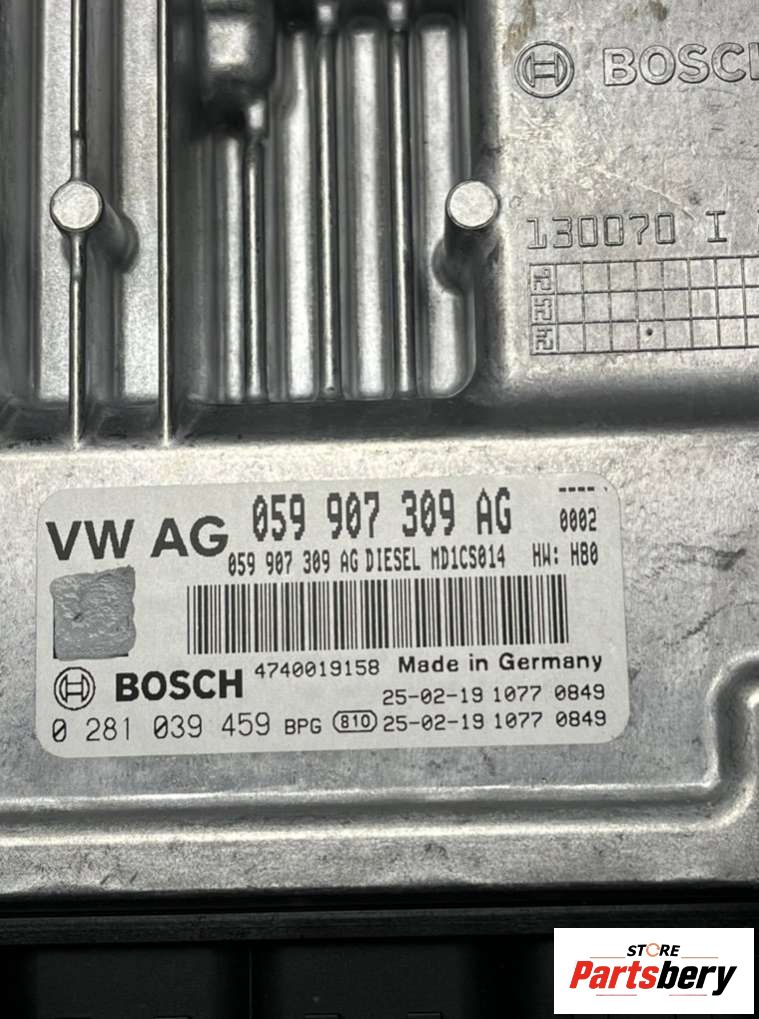 BOSCH
130070 I
VW AG 059 907 309 AG ---- 0002
059 907 309 AG DIESEL MD1CS014 HW: H80
BOSCH 4740019158 Made in Germany
25-02-19 1077 0849
0 281 039 459 BPG 810 25-02-19 1077 0849
STORE
Partsbery